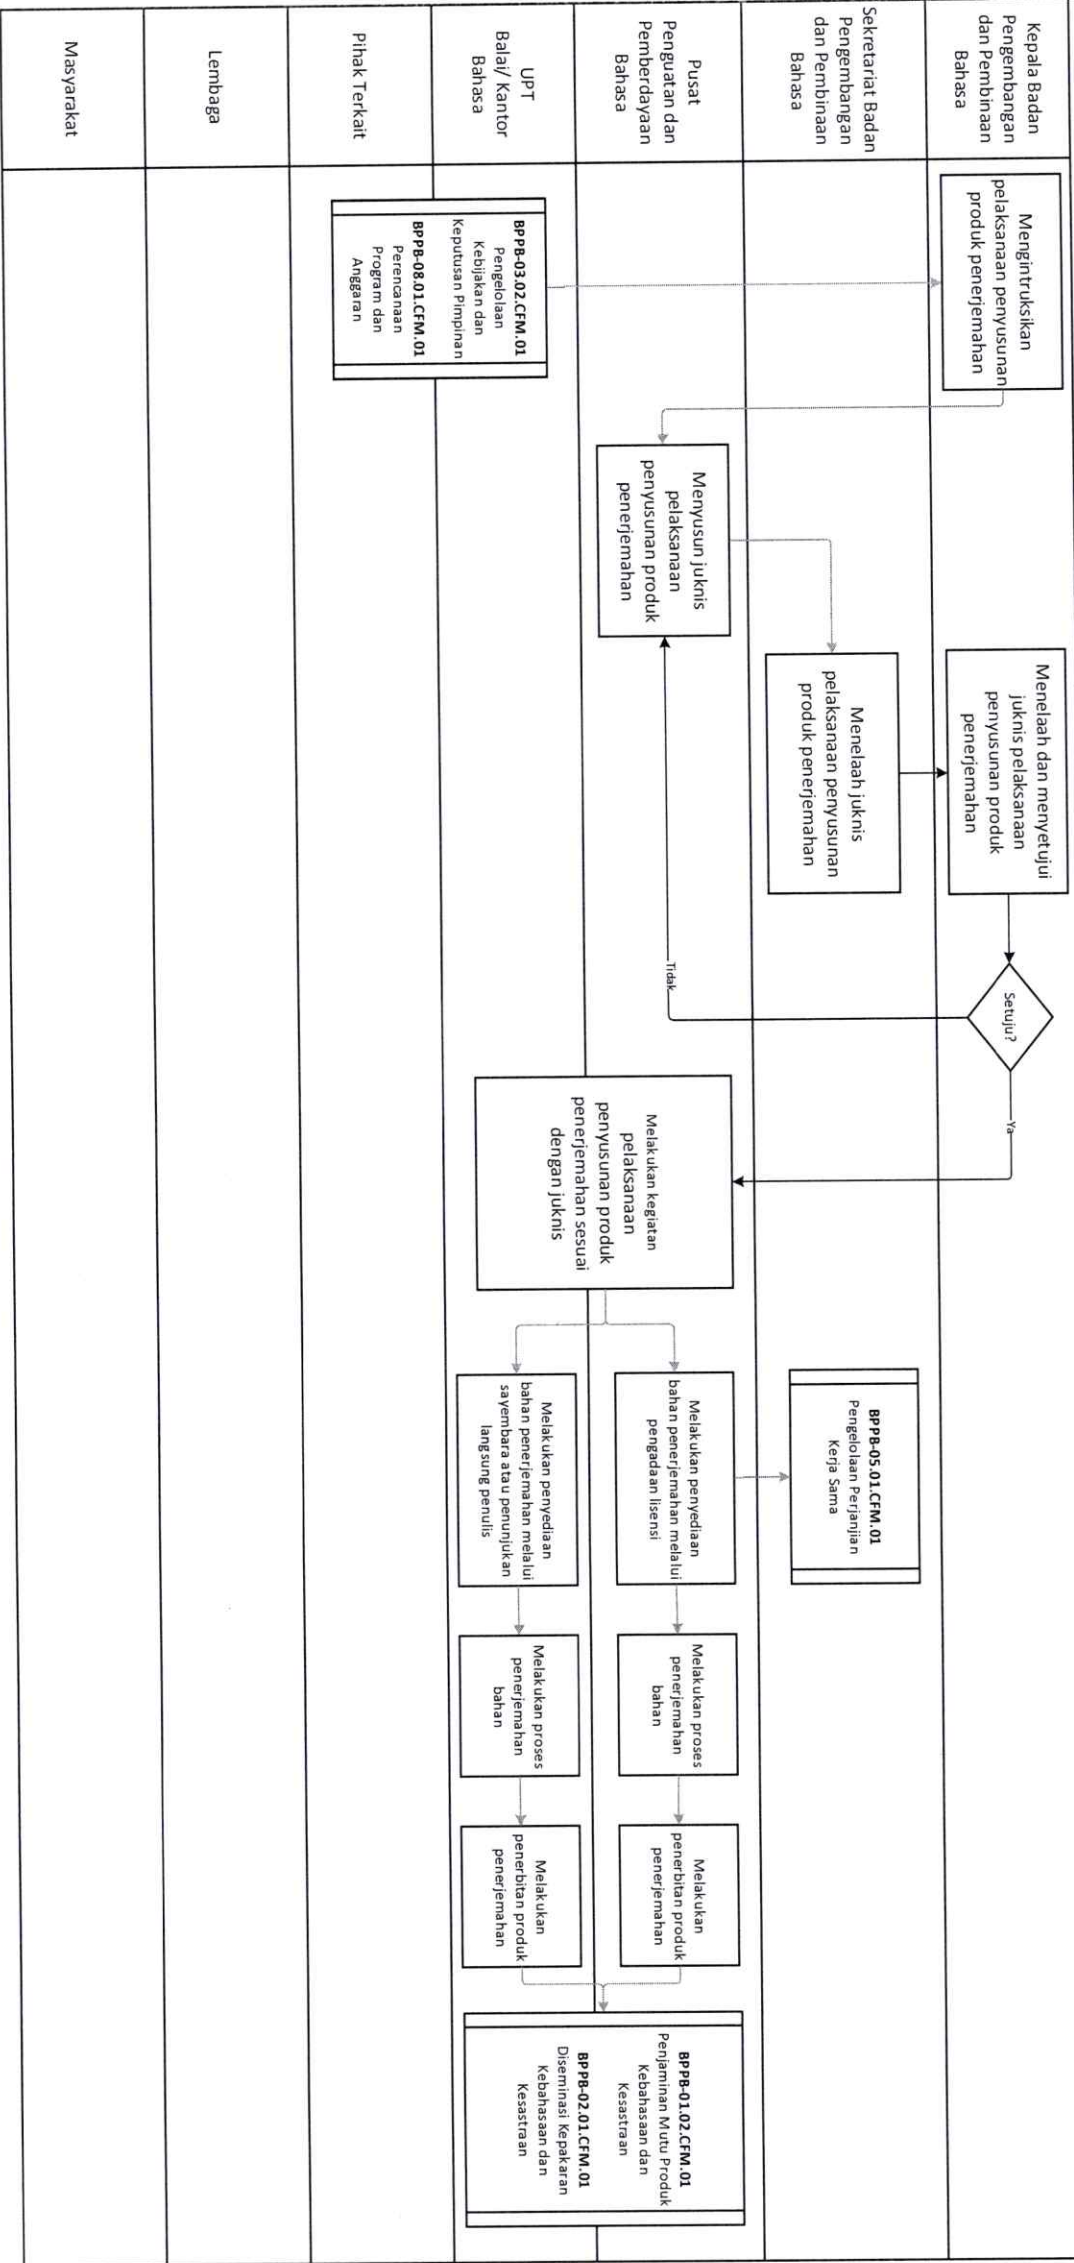 Kepala Badan
Pengembangan
dan Pembinaan
Bahasa
Sekretariat Badan
Pengembangan
dan Pembinaan
Bahasa
Pusat
Penguatan dan
Pemberdayaan
Bahasa
UPT
Balai/ Kantor
Bahasa
Pihak Terkait
Lembaga
Masyarakat
Mengintruksikan
pelaksanaan penyusunan
produk penerjemahan
BPPB-03.02.CFM.01
Pengelolaan
Kebijakan dan
Keputusan Pimpinan
BPPB-08.01.CFM.01
Perencanaan
Program dan
Anggaran
Menyusun juknis
pelaksanaan
penyusunan produk
penerjemahan
Menelaah juknis
pelaksanaan penyusunan
produk penerjemahan
Menelaah dan menyetujui
juknis pelaksanaan
penyusunan produk
penerjemahan
Setuju?
Tidak
Ya
Melakukan kegiatan
pelaksanaan
penyusunan produk
penerjemahan sesuai
dengan juknis
BPPB-05.01.CFM.01
Pengelolaan Perjanjian
Kerja Sama
Melakukan penyediaan
bahan penerjemahan melalui
pengadaan lisensi
Melakukan penyediaan
bahan penerjemahan melalui
sayembara atau penunjukan
langsung penulis
Melakukan proses
penerjemahan
bahan
Melakukan proses
penerjemahan
bahan
Melakukan
penerbitan produk
penerjemahan
Melakukan
penerbitan produk
penerjemahan
BPPB-01.02.CFM.01
Penjaminan Mutu Produk
Kebahasaan dan
Kesastraan
BPPB-02.01.CFM.01
Diseminasi Kepakaran
Kebahasaan dan
Kesastraan